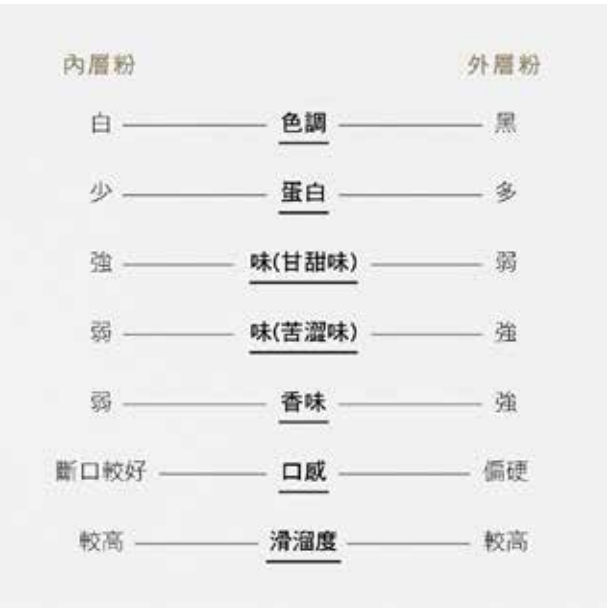 內層粉 外層粉
白 色調 黑
少 蛋白 多
強 味(甘甜味) 弱
弱 味(苦澀味) 強
弱 香味 強
斷口較好 口感 偏硬
較高 滑溜度 較高